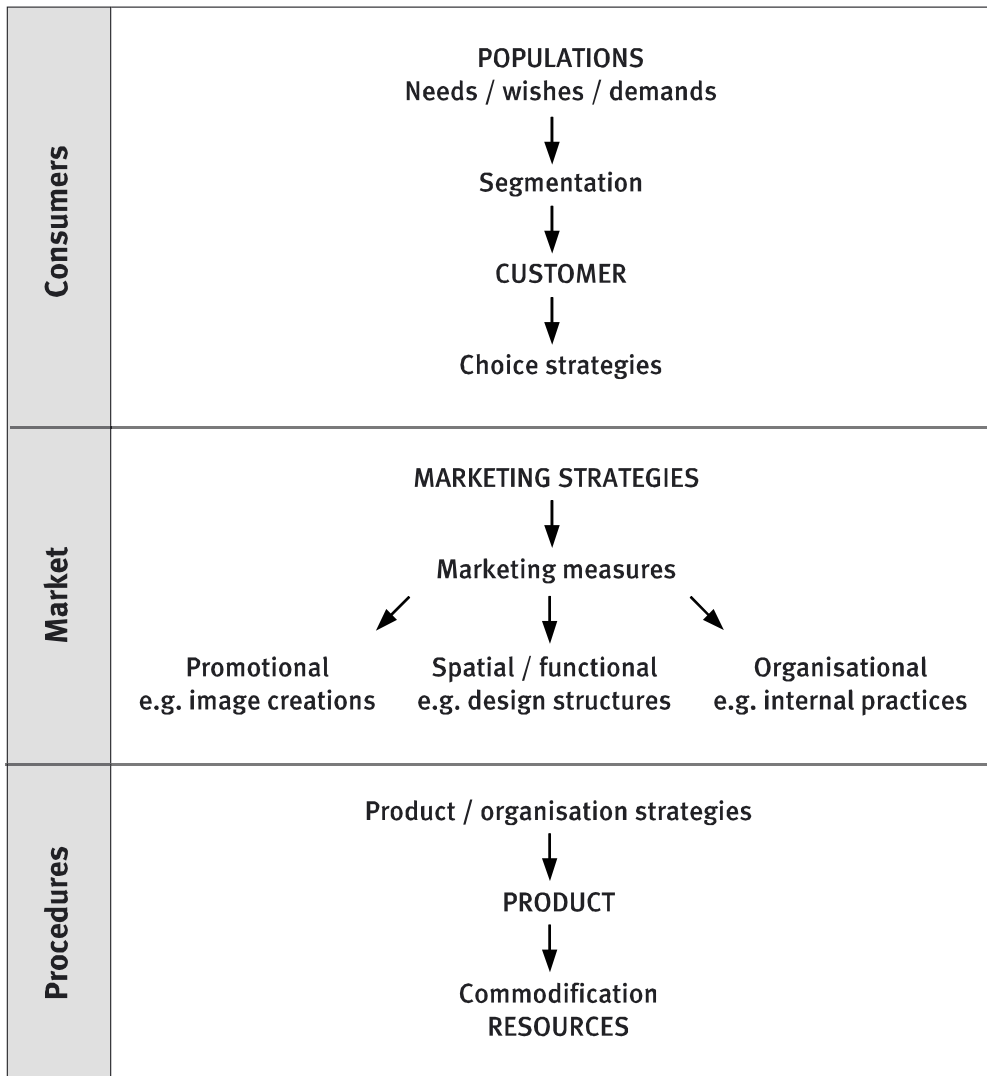 Consumers
POPULATIONS
Needs / wishes / demands
Segmentation
CUSTOMER
Choice strategies
Market
MARKETING STRATEGIES
Marketing measures
Promotional
e.g. image creations
Spatial / functional
e.g. design structures
Organisational
e.g. internal practices
Procedures
Product / organisation strategies
PRODUCT
Commodification
RESOURCES